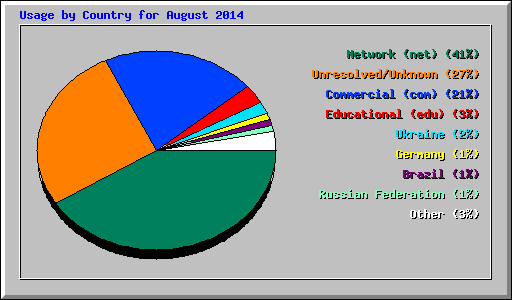 Usage by Country for August 2014
Network (net) (41%)
Unresolved/Unknown (27%)
Commercial (com) (21%)
Educational (edu) (3%)
Ukraine (2%)
Germany (1%)
Brazil (1%)
Russian Federation (1%)
Other (3%)